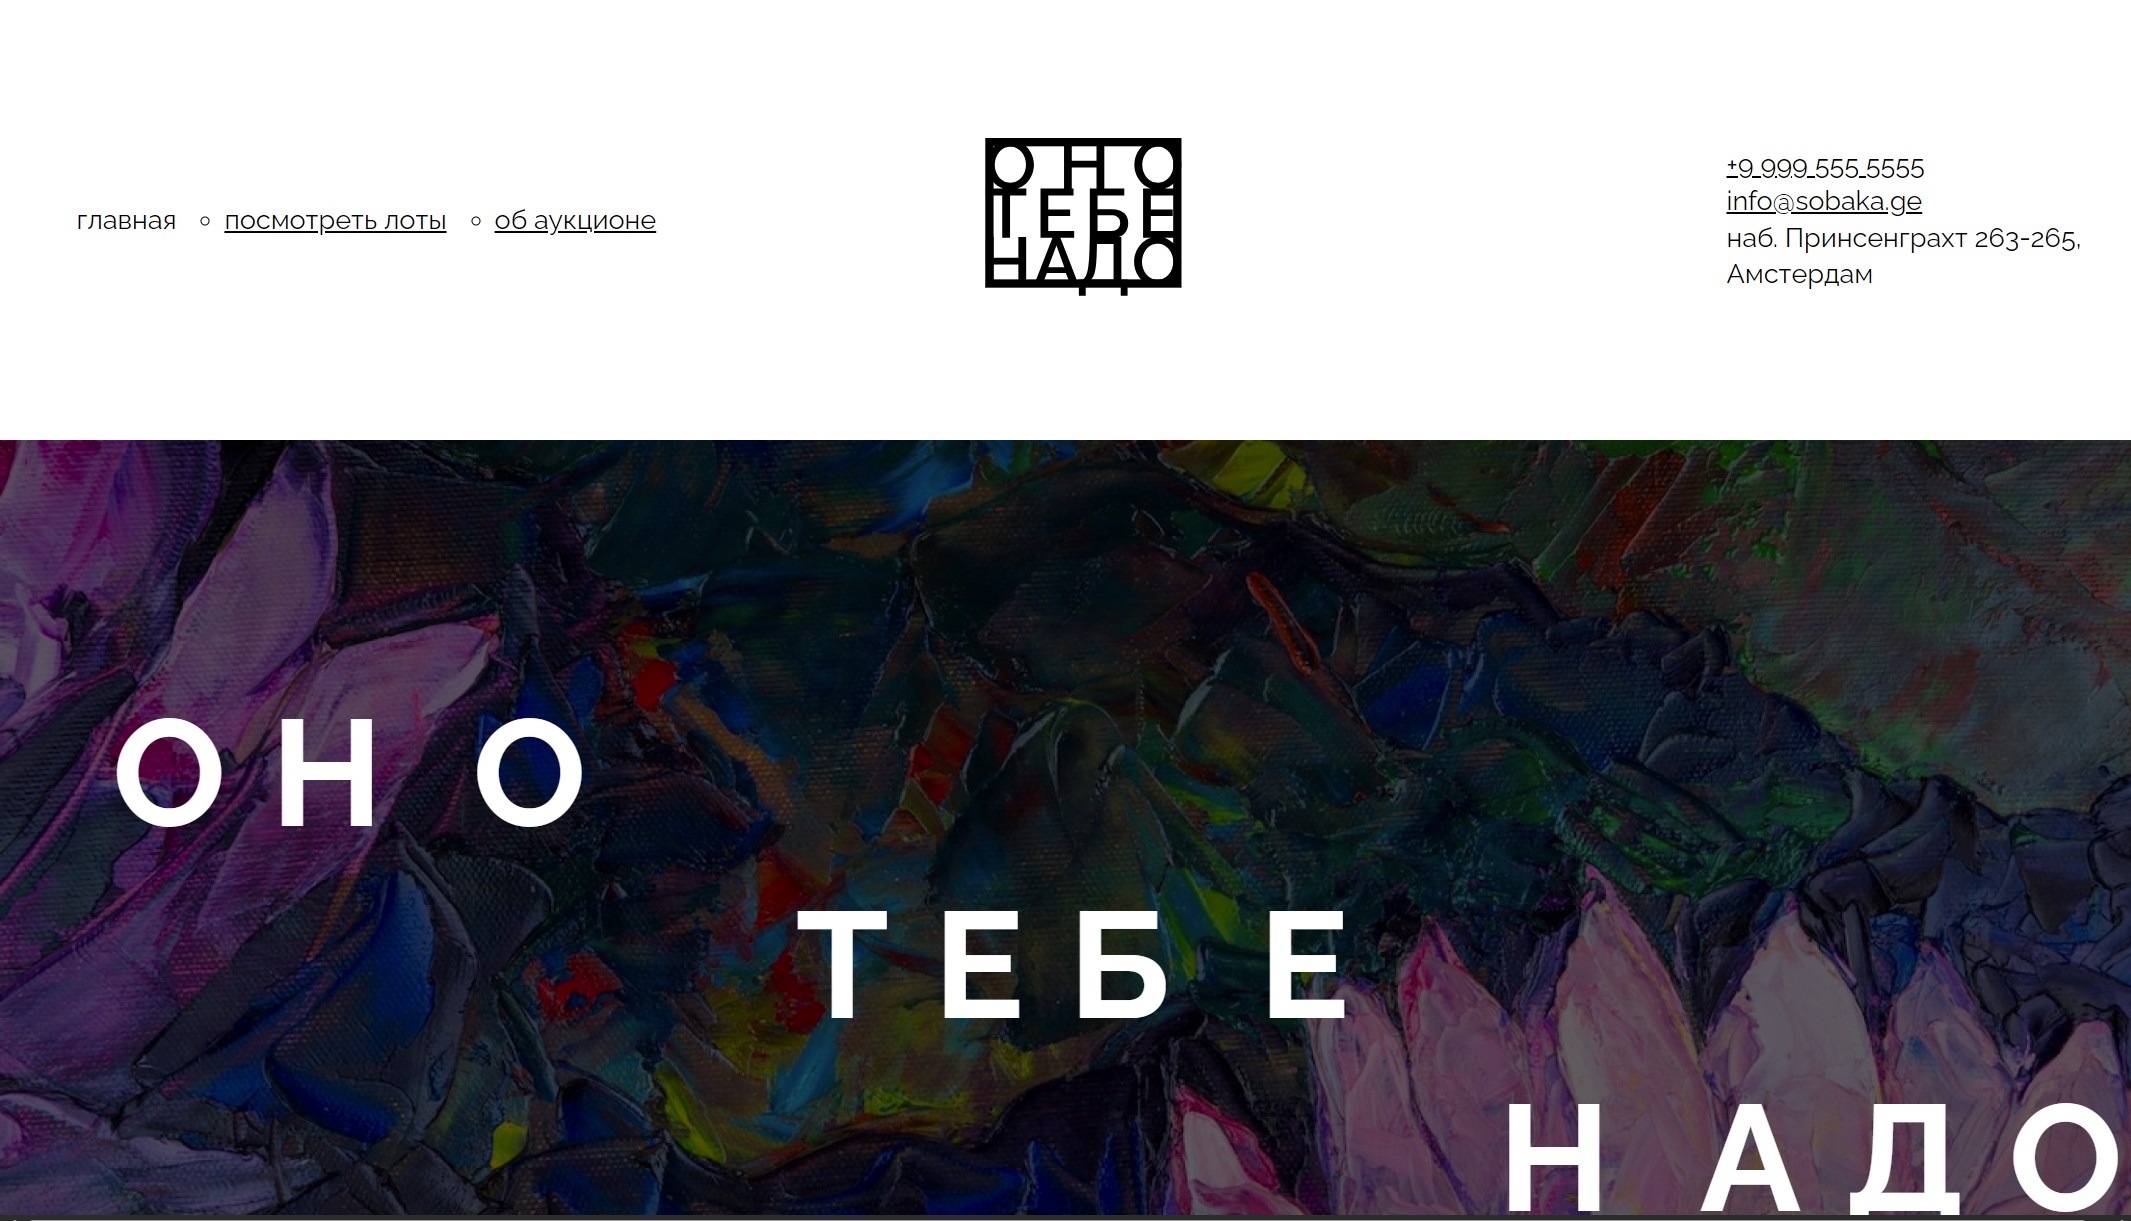 главная ○ посмотреть лоты ○ об аукционе
ОНО
ТЕБЕ
НАДО
+9 999 555 5555
info@sobaka.ge
наб. Принсенграхт 263-265,
Амстердам
ОНО
ТЕБЕ
НАДО